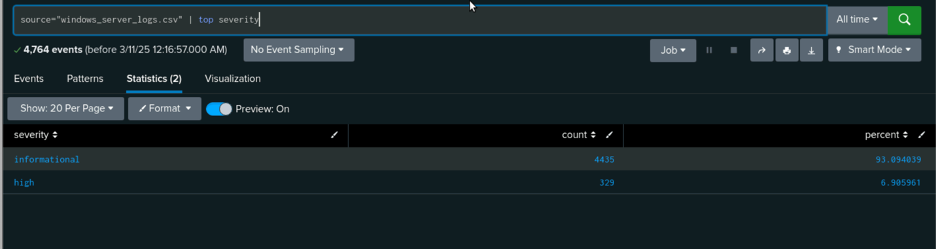 source="windows_server_logs.csv" | top severity
All time
4,764 events (before 3/11/25 12:16:57.000 AM)
No Event Sampling
Job
Smart Mode
Events
Patterns
Statistics (2)
Visualization
Show: 20 Per Page
Format
Preview: On
severity
count
percent
informational
4435
93.094039
high
329
6.905961